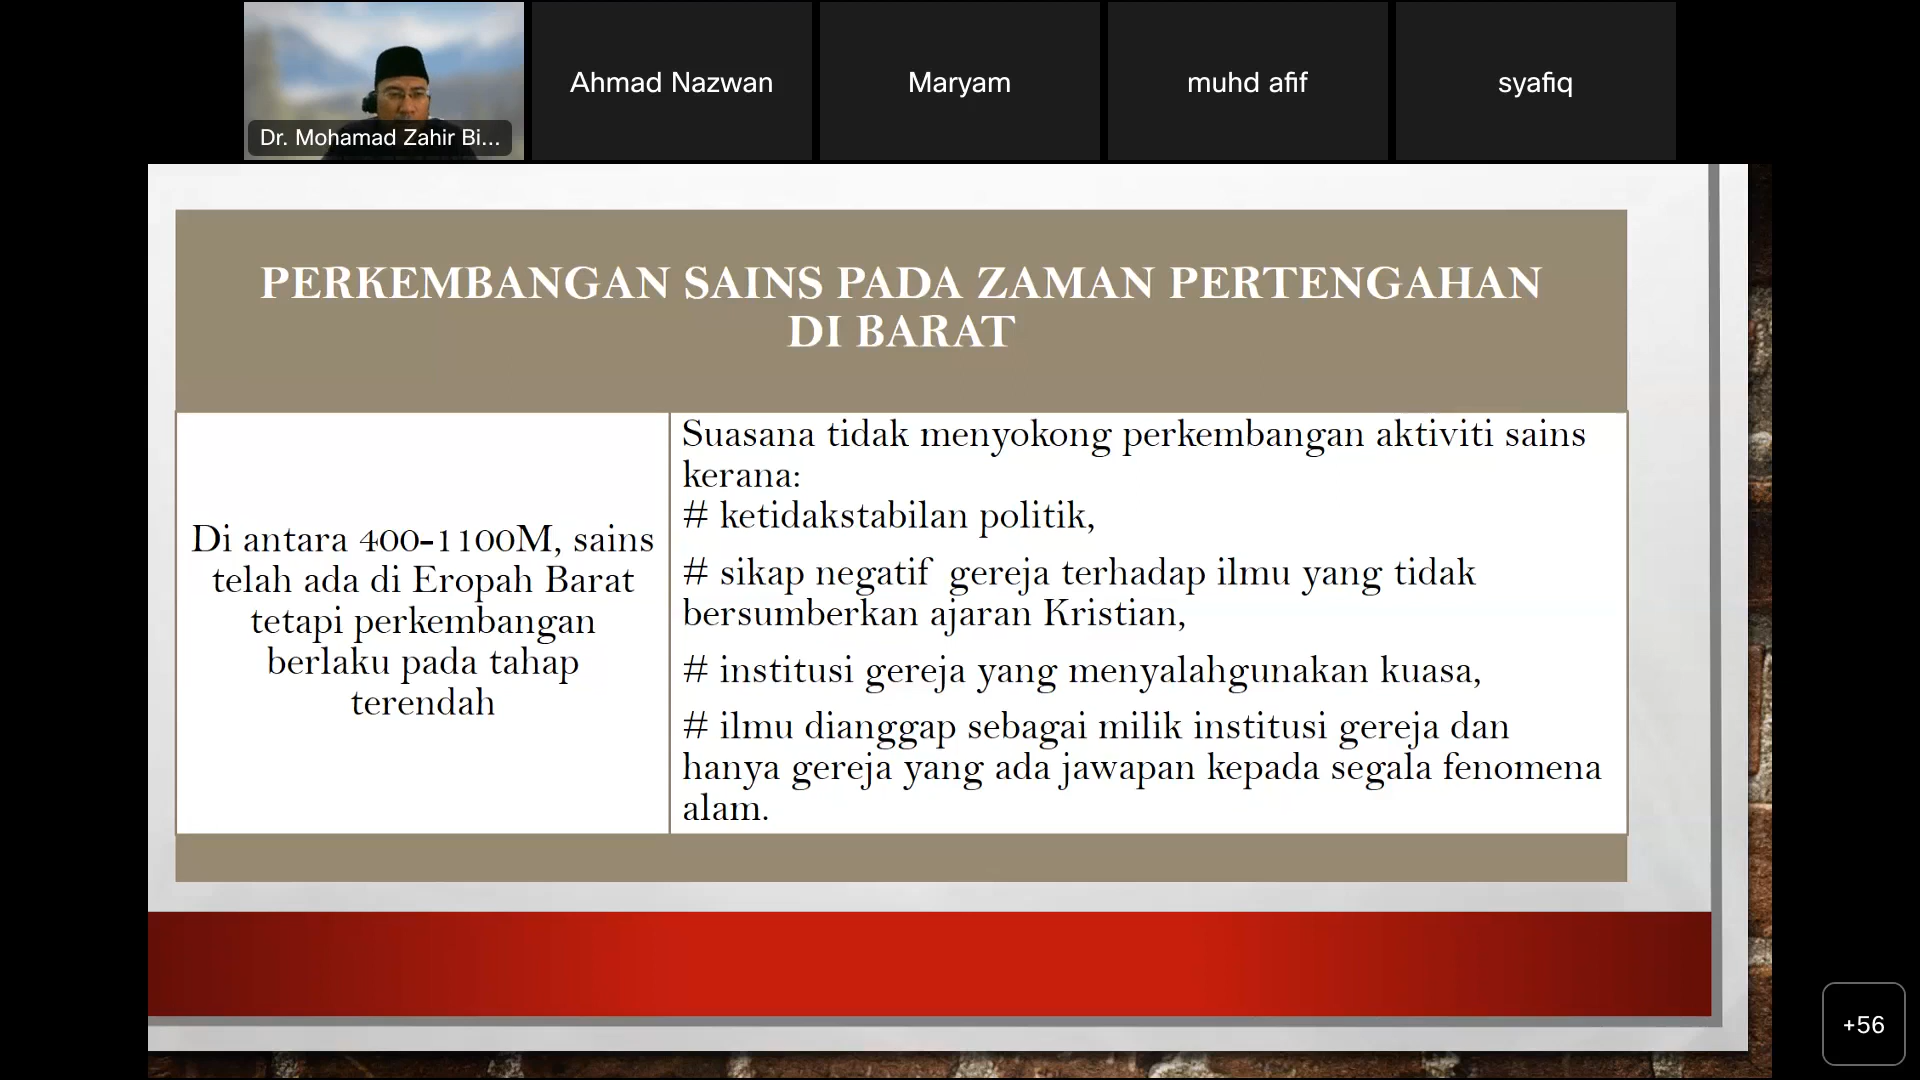 Ahmad Nazwan
Maryam
muhd afif
syafiq
Dr. Mohamad Zahir Bi...
PERKEMBANGAN SAINS PADA ZAMAN PERTENGAHAN
DI BARAT
Di antara 400-1100M, sains
telah ada di Eropah Barat
tetapi perkembangan
berlaku pada tahap
terendah
Suasana tidak menyokong perkembangan aktiviti sains
kerana:
# ketidakstabilan politik,
# sikap negatif  gereja terhadap ilmu yang tidak
bersumberkan ajaran Kristian,
# institusi gereja yang menyalahgunakan kuasa,
# ilmu dianggap sebagai milik institusi gereja dan
hanya gereja yang ada jawapan kepada segala fenomena
alam.
+56